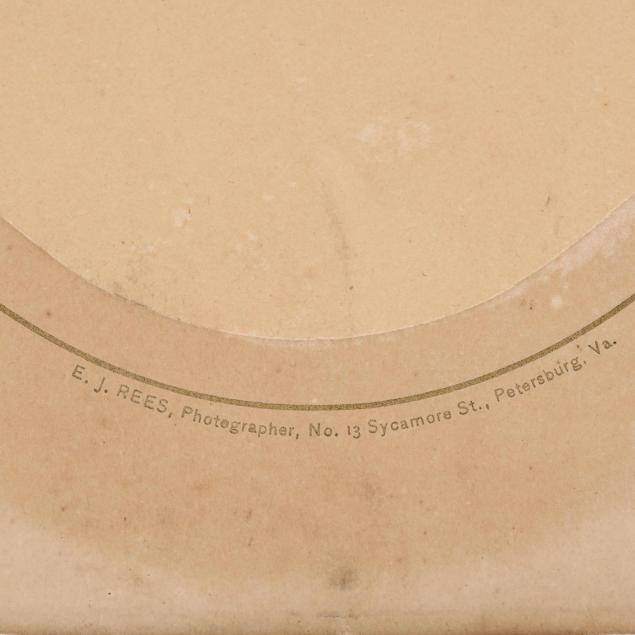 E. J. REES, Photographer, No. 13 Sycamore St., Petersburg, Va.